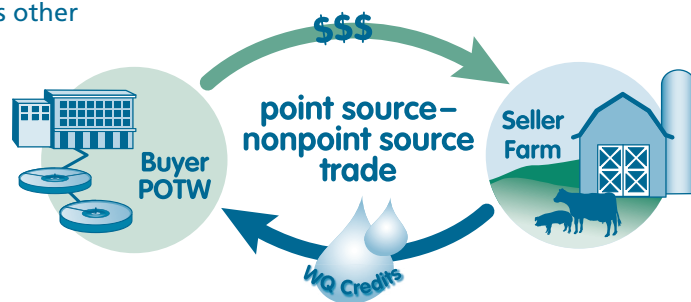 s other
$$$
point source–
nonpoint source
trade
Buyer
POTW
Seller
Farm
WQ Credits